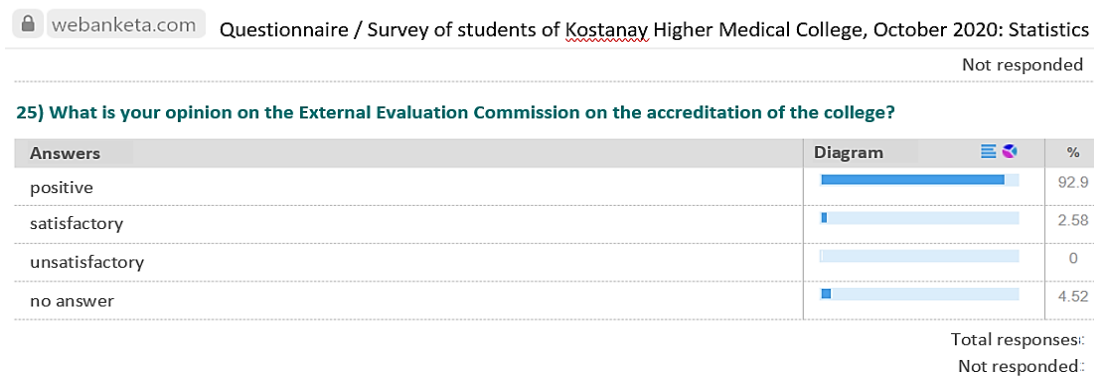 webanketa.com Questionnaire / Survey of students of Kostanay Higher Medical College, October 2020: Statistics
Not responded
25) What is your opinion on the External Evaluation Commission on the accreditation of the college?
Answers Diagram %
positive 92.9
satisfactory 2.58
unsatisfactory 0
no answer 4.52
Total responses:
Not responded: